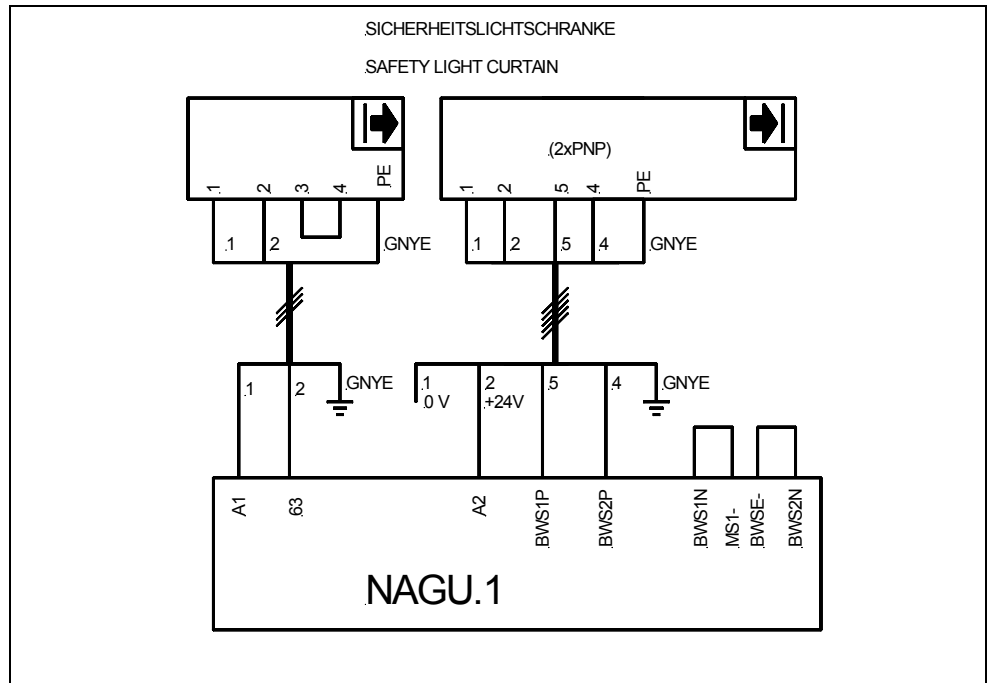 .SICHERHEITSLICHTSCHRANKE
.SAFETY LIGHT CURTAIN
.(2xPNP)
.1 .2 .3 .4 .PE
.1 .2 .5 .4 .PE
.1 .2 .GNYE
.1 .2 .5 .4 .GNYE
.1 .2 .GNYE
.1 .2 .5 .4 .GNYE
.0 V .+24V
.A1 .63 .A2 .BWS1P .BWS2P .BWS1N .MS1- .BWSE- .BWS2N
.NAGU.1